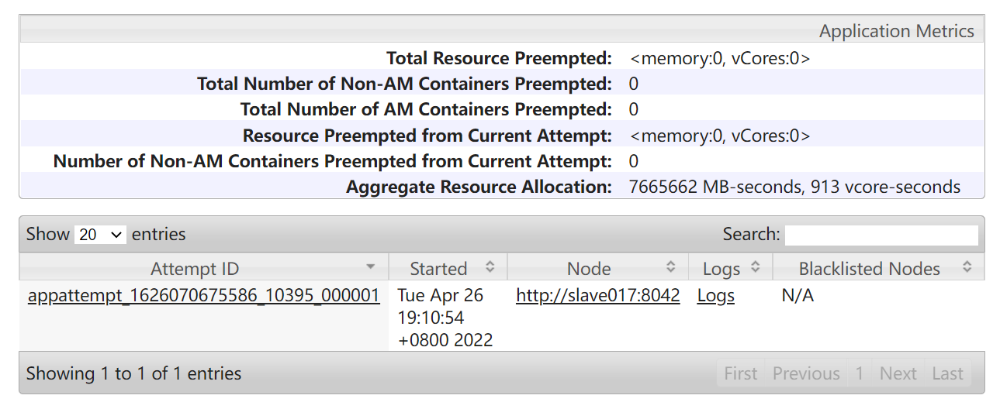 Application Metrics
Total Resource Preempted: <memory:0, vCores:0>
Total Number of Non-AM Containers Preempted: 0
Total Number of AM Containers Preempted: 0
Resource Preempted from Current Attempt: <memory:0, vCores:0>
Number of Non-AM Containers Preempted from Current Attempt: 0
Aggregate Resource Allocation: 7665662 MB-seconds, 913 vcore-seconds
Show 20 entries Search:
Attempt ID Started Node Logs Blacklisted Nodes
appattempt_1626070675586_10395_000001 Tue Apr 26 http://slave017:8042 Logs N/A
19:10:54
+0800 2022
Showing 1 to 1 of 1 entries First Previous 1 Next Last